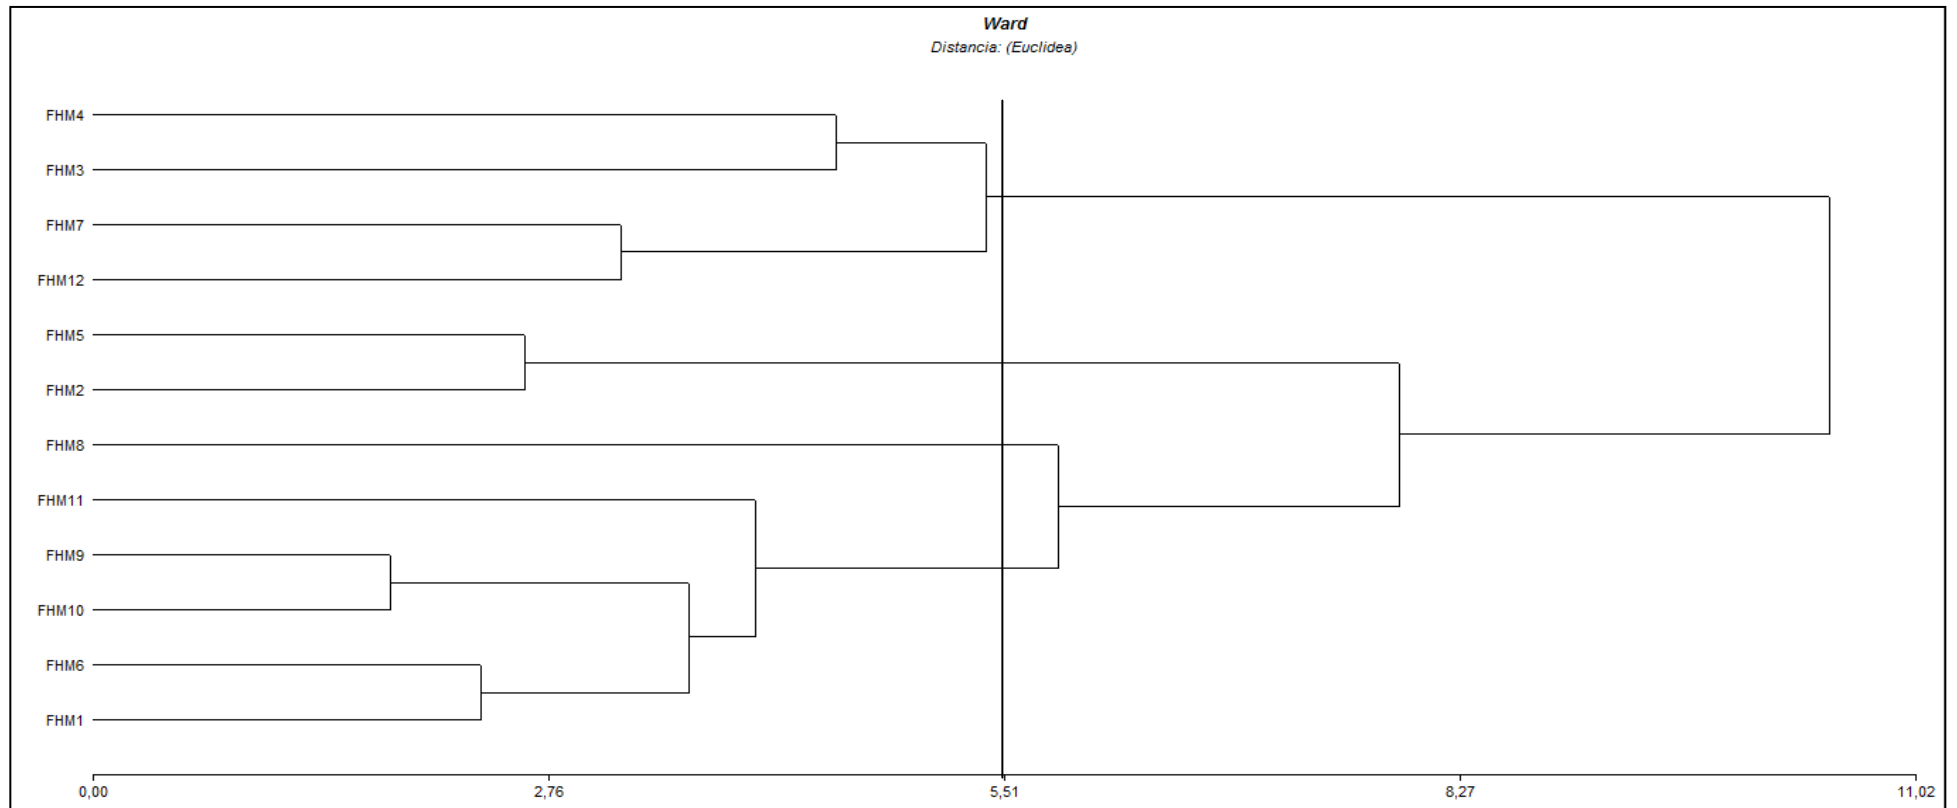 Ward
Distancia: (Euclidea)
FHM4
FHM3
FHM7
FHM12
FHM5
FHM2
FHM8
FHM11
FHM9
FHM10
FHM6
FHM1
0,00 2,76 5,51 8,27 11,02